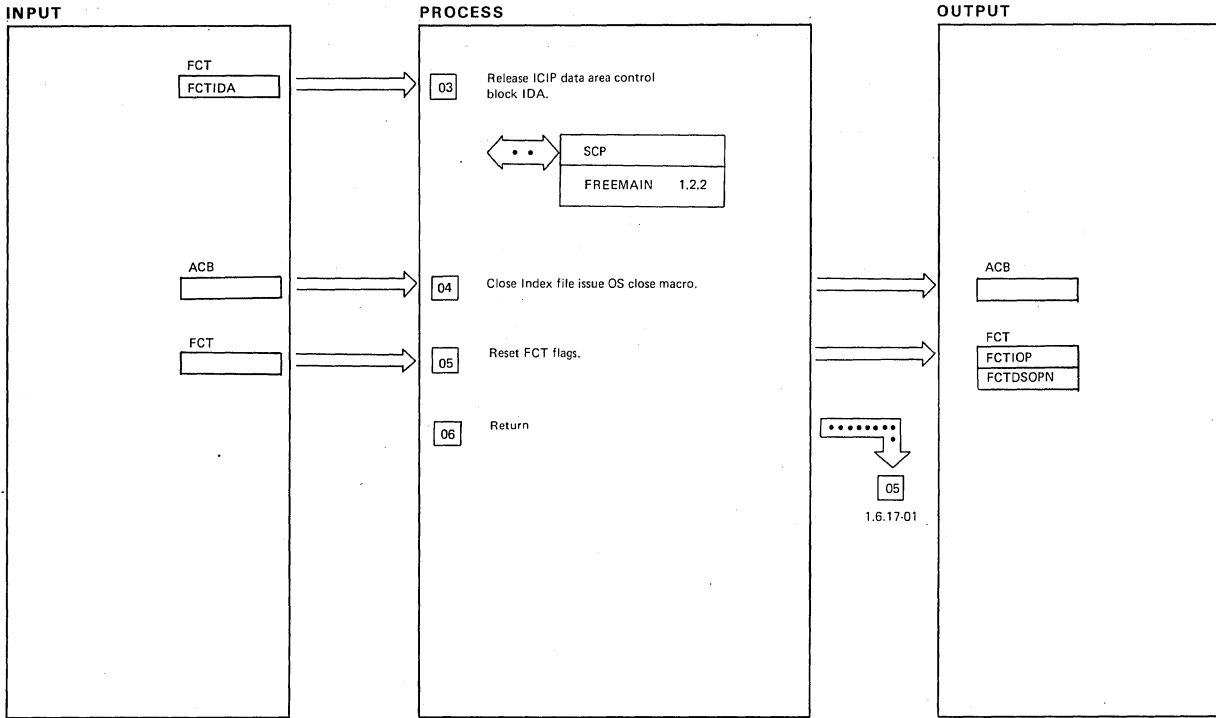 INPUT
PROCESS
OUTPUT
FCT
FCTIDA
03
Release ICIP data area control
block IDA.
SCP
FREEMAIN 1.2.2
ACB
04
Close Index file issue OS close macro.
ACB
FCT
05
Reset FCT flags.
FCT
FCTIOP
FCTDSOPN
06
Return
05
1.6.17-01